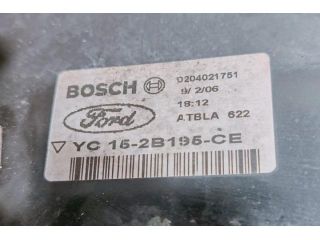 BOSCH 0204021751
9/2/06
18:12
Ford ATBLA 622
YC 15-2B195-CE